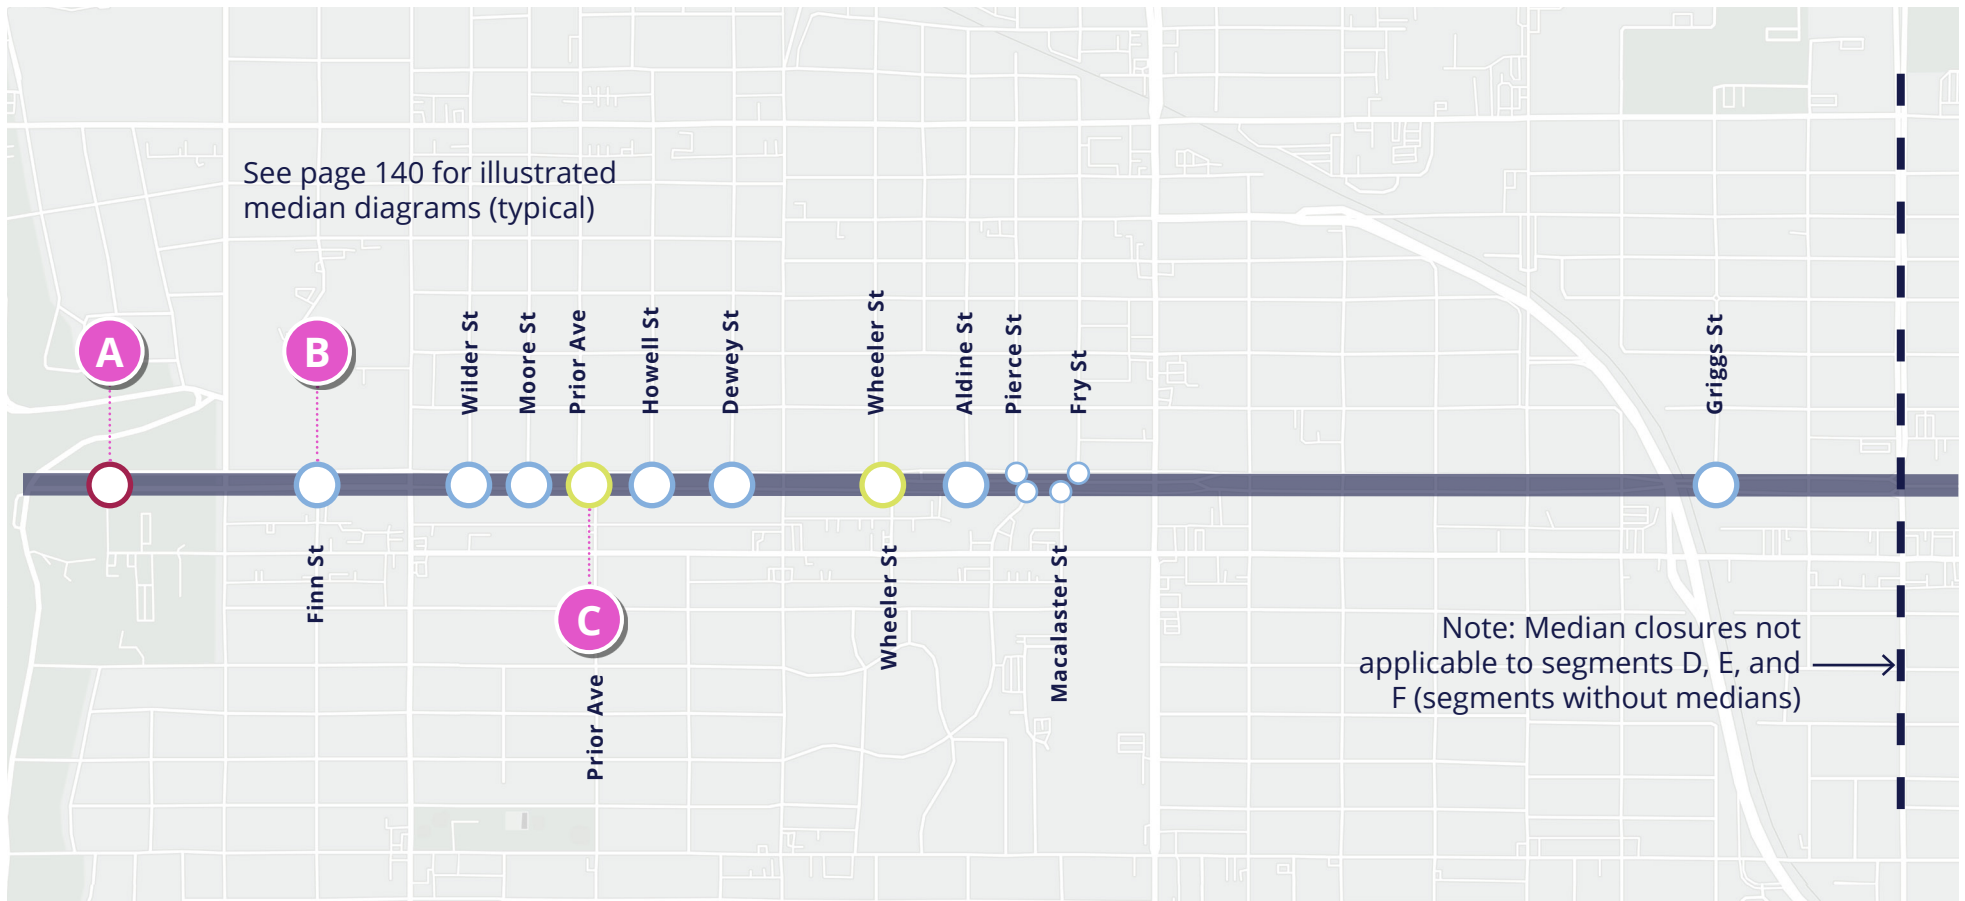 See page 140 for illustrated
median diagrams (typical)
A
B
Wilder St
Moore St
Prior Ave
Howell St
Dewey St
Wheeler St
Aldine St
Pierce St
Fry St
Griggs St
Finn St
C
Prior Ave
Wheeler St
Macalaster St
Note: Median closures not
applicable to segments D, E, and
F (segments without medians)